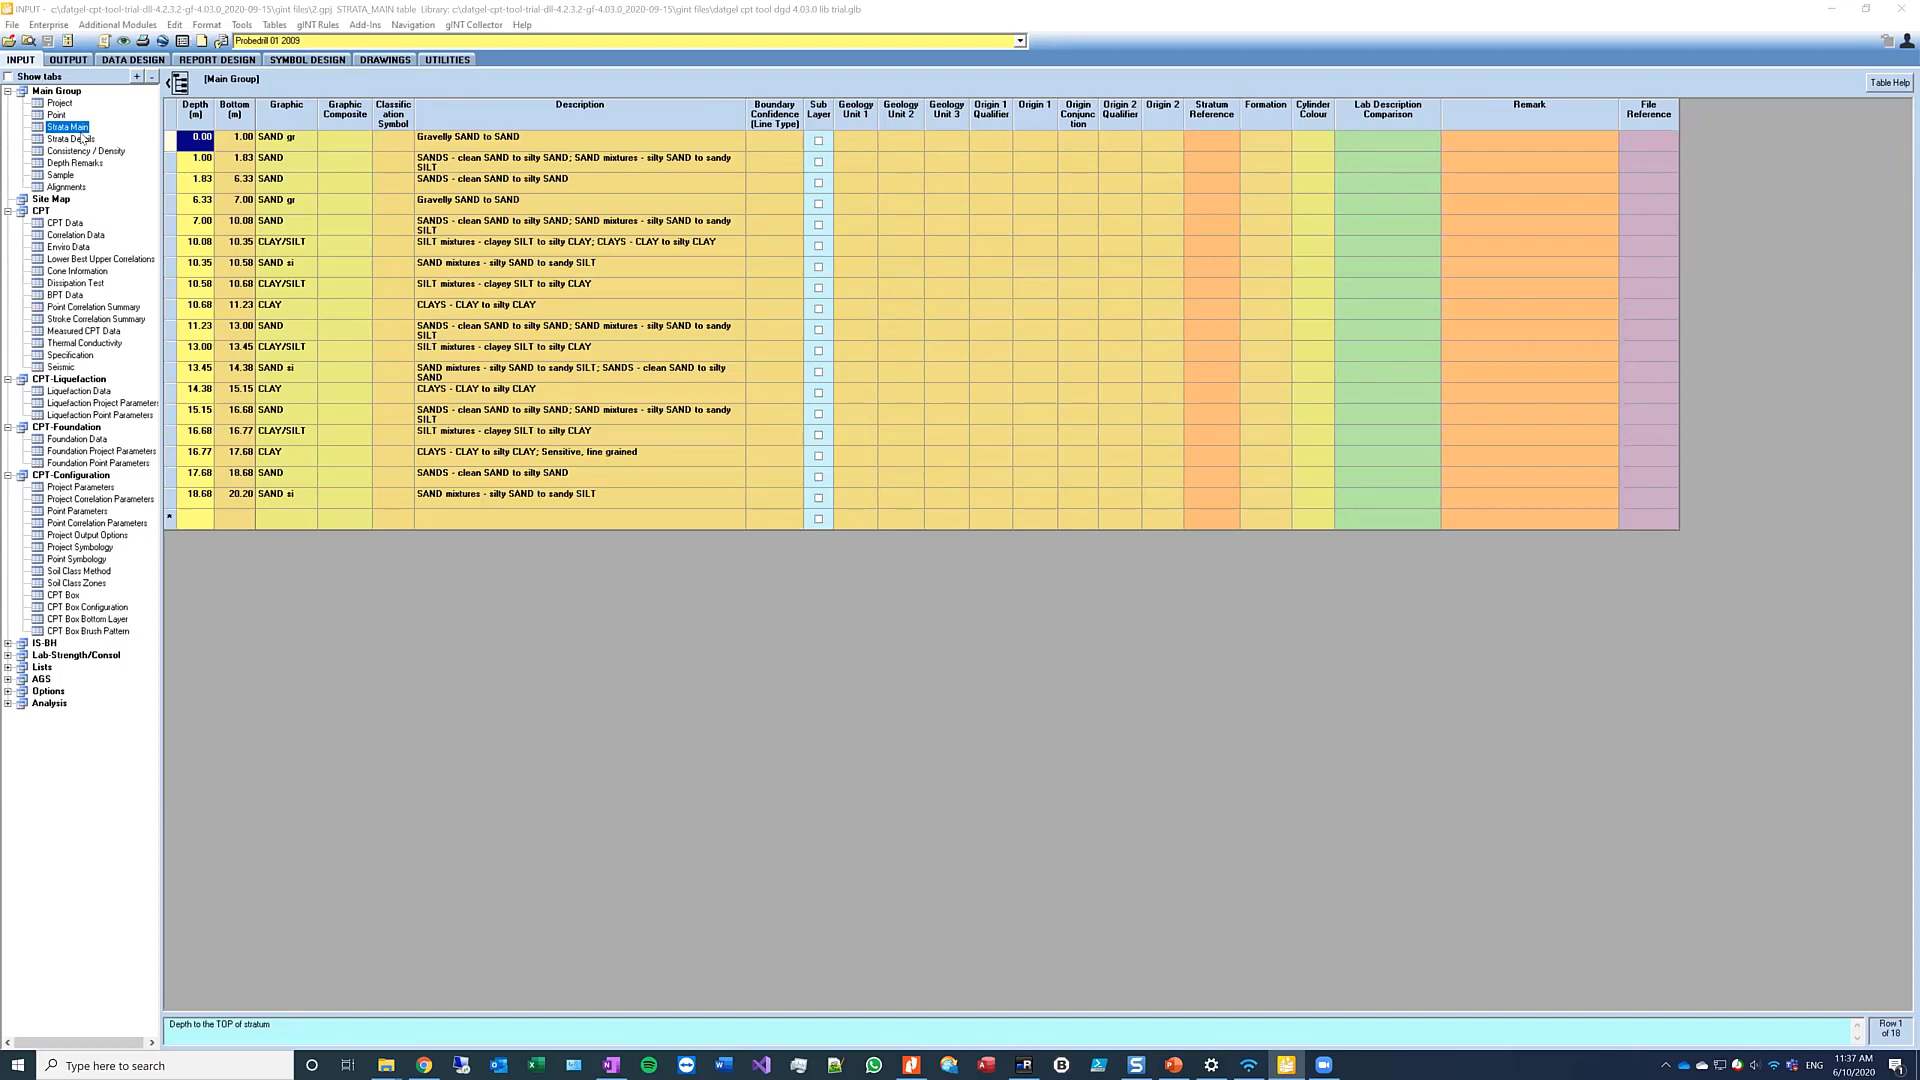 INPUT - c:\datgel-cpt-tool-trial-dll-4.2.3.2-gf-4.03.0_2020-09-15\gint files\2.gpj  STRATA_MAIN table  Library: c:\datgel-cpt-tool-trial-dll-4.2.3.2-gf-4.03.0_2020-09-15\gint files\datgel cpt tool dgd 4.03.0 lib trial.glb
File Enterprise Additional Modules Edit Format Tools Tables gINT Rules Add-Ins Navigation gINT Collector Help
Probedrill 01 2009
INPUT OUTPUT DATA DESIGN REPORT DESIGN SYMBOL DESIGN DRAWINGS UTILITIES
Show tabs + -
[Main Group]
Table Help
Main Group
Project
Point
Strata Main
Strata De ls
Consistency / Density
Depth Remarks
Sample
Alignments
Site Map
CPT
CPT Data
Correlation Data
Enviro Data
Lower Best Upper Correlations
Cone Information
Dissipation Test
BPT Data
Point Correlation Summary
Stroke Correlation Summary
Measured CPT Data
Thermal Conductivity
Specification
Seismic
CPT-Liquefaction
Liquefaction Data
Liquefaction Project Parameters
Liquefaction Point Parameters
CPT-Foundation
Foundation Data
Foundation Project Parameters
Foundation Point Parameters
CPT-Configuration
Project Parameters
Project Correlation Parameters
Point Parameters
Point Correlation Parameters
Project Output Options
Project Symbology
Point Symbology
Soil Class Method
Soil Class Zones
CPT Box
CPT Box Configuration
CPT Box Bottom Layer
CPT Box Brush Pattern
IS-BH
Lab-Strength/Consol
Lists
AGS
Options
Analysis
Depth (m) Bottom (m) Graphic Graphic Composite Classific ation Symbol Description Boundary Confidence (Line Type) Sub Layer Geology Unit 1 Geology Unit 2 Geology Unit 3 Origin 1 Qualifier Origin 1 Origin Conjunc tion Origin 2 Qualifier Origin 2 Stratum Reference Formation Cylinder Colour Lab Description Comparison Remark File Reference
0.00 1.00 SAND gr Gravelly SAND to SAND
1.00 1.83 SAND SANDS - clean SAND to silty SAND; SAND mixtures - silty SAND to sandy
SILT
1.83 6.33 SAND SANDS - clean SAND to silty SAND
6.33 7.00 SAND gr Gravelly SAND to SAND
7.00 10.08 SAND SANDS - clean SAND to silty SAND; SAND mixtures - silty SAND to sandy
SILT
10.08 10.35 CLAY/SILT SILT mixtures - clayey SILT to silty CLAY; CLAYS - CLAY to silty CLAY
10.35 10.58 SAND si SAND mixtures - silty SAND to sandy SILT
10.58 10.68 CLAY/SILT SILT mixtures - clayey SILT to silty CLAY
10.68 11.23 CLAY CLAYS - CLAY to silty CLAY
11.23 13.00 SAND SANDS - clean SAND to silty SAND; SAND mixtures - silty SAND to sandy
SILT
13.00 13.45 CLAY/SILT SILT mixtures - clayey SILT to silty CLAY
13.45 14.38 SAND si SAND mixtures - silty SAND to sandy SILT; SANDS - clean SAND to silty
SAND
14.38 15.15 CLAY CLAYS - CLAY to silty CLAY
15.15 16.68 SAND SANDS - clean SAND to silty SAND; SAND mixtures - silty SAND to sandy
SILT
16.68 16.77 CLAY/SILT SILT mixtures - clayey SILT to silty CLAY
16.77 17.68 CLAY CLAYS - CLAY to silty CLAY; Sensitive, fine grained
17.68 18.68 SAND SANDS - clean SAND to silty SAND
18.68 20.20 SAND si SAND mixtures - silty SAND to sandy SILT
*
Depth to the TOP of stratum
Row 1
of 18
Type here to search
ENG
11:37 AM
6/10/2020